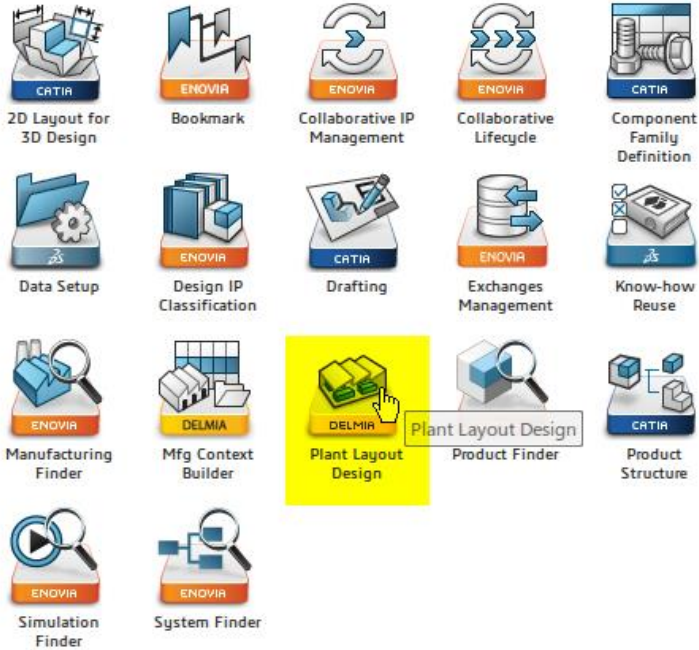 CATIA
ENOVIA
ENOVIA
ENOVIA
CATIA
2D Layout for
3D Design
Bookmark
Collaborative IP
Management
Collaborative
Lifecycle
Component
Family
Definition
3S
ENOVIA
CATIA
ENOVIA
3S
Data Setup
Design IP
Classification
Drafting
Exchanges
Management
Know-how
Reuse
ENOVIA
DELMIA
DELMIA
Plant Layout Design
CATIA
Manufacturing
Finder
Mfg Context
Builder
Plant Layout
Design
Product Finder
Product
Structure
ENOVIA
ENOVIA
Simulation
Finder
System Finder